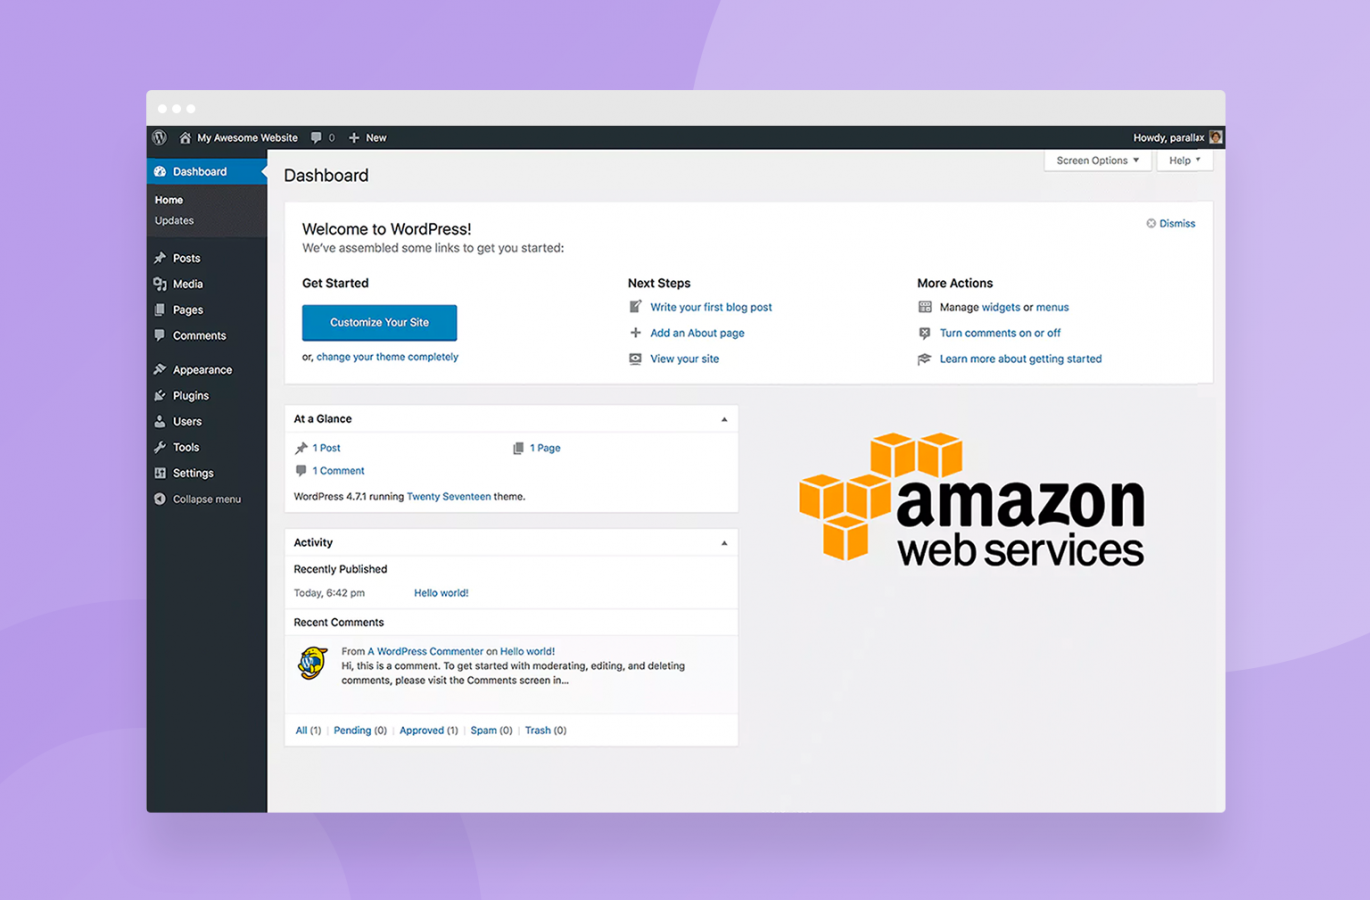 My Awesome Website 0 New
Howdy, parallax
Dashboard
Home
Updates
Posts
Media
Pages
Comments
Appearance
Plugins
Users
Tools
Settings
Collapse menu
Dashboard
Screen Options
Help
Welcome to WordPress!
We've assembled some links to get you started:
Dismiss
Get Started
Customize Your Site
or, change your theme completely
Next Steps
Write your first blog post
Add an About page
View your site
More Actions
Manage widgets or menus
Turn comments on or off
Learn more about getting started
At a Glance
1 Post
1 Page
1 Comment
WordPress 4.7.1 running Twenty Seventeen theme.
Activity
Recently Published
Today, 6:42 pm Hello world!
Recent Comments
From A WordPress Commenter on Hello world!
Hi, this is a comment. To get started with moderating, editing, and deleting
comments, please visit the Comments screen in...
All (1) | Pending (0) | Approved (1) | Spam (0) | Trash (0)
amazon
web services